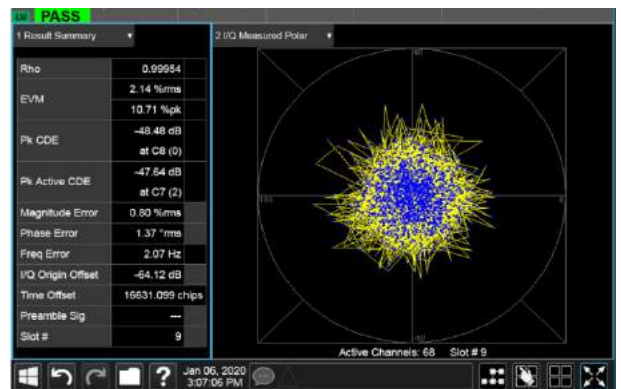 LV PASS
1 Result Summary
2 I/Q Measured Polar
Rho 0.99954
EVM 2.14 %rms
10.71 %pk
Pk CDE -48.48 dB
at C8 (0)
Pk Active CDE -47.64 dB
at C7 (2)
Magnitude Error 0.80 %rms
Phase Error 1.37 °rms
Freq Error 2.07 Hz
I/Q Origin Offset -64.12 dB
Time Offset 16631.099 chips
Preamble Sig ---
Slot # 9
Active Channels: 68 Slot # 9
?
Jan 06, 2020
3:07:06 PM